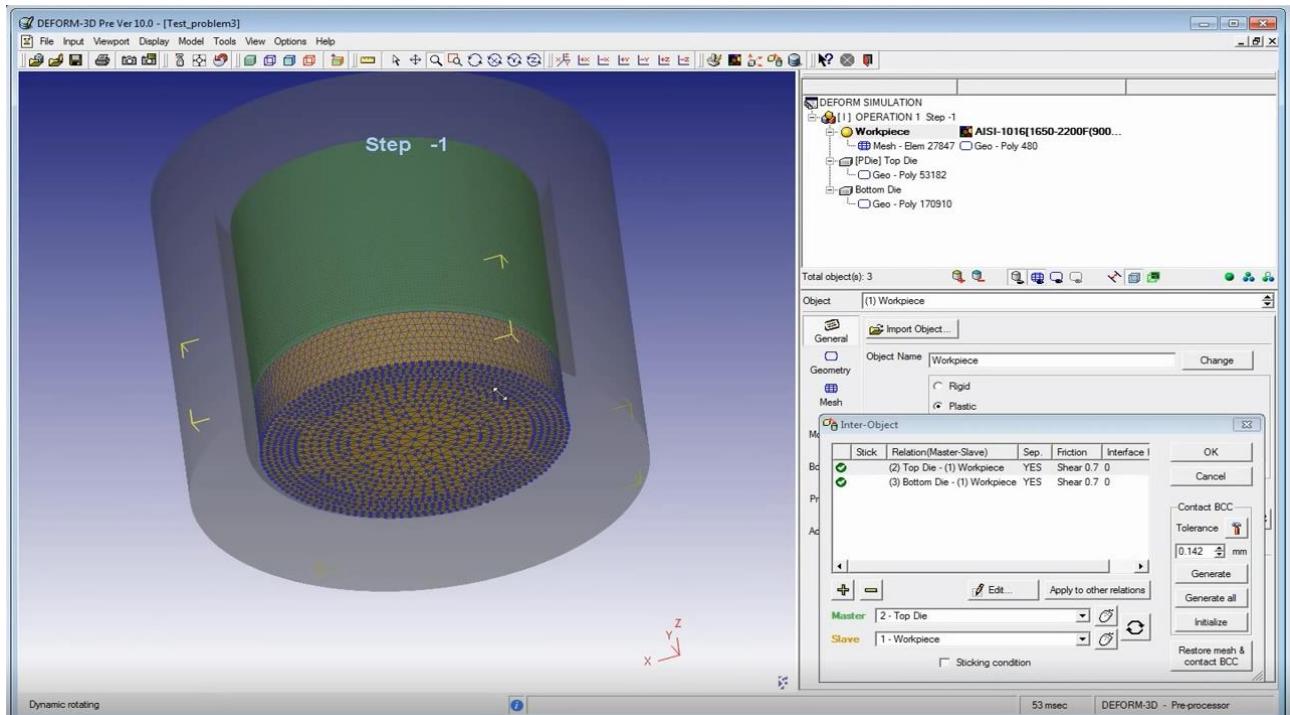 DEFORM-3D Pre Ver 10.0 - [Test_problem3]
File Input Viewport Display Model Tools View Options Help
Step -1
DEFORM SIMULATION
[1] OPERATION 1 Step -1
Workpiece AISI-1016[1650-2200F(900...
Mesh - Elem 27847 Geo - Poly 480
[PDie] Top Die
Geo - Poly 53182
Bottom Die
Geo - Poly 170910
Total object(s): 3
Object (1) Workpiece
General Import Object...
Geometry Object Name Workpiece Change
Rigid
Mesh Plastic
Inter-Object
Stick Relation(Master-Slave) Sep. Friction Interface
(2) Top Die - (1) Workpiece YES Shear 0.7 0
(3) Bottom Die - (1) Workpiece YES Shear 0.7 0
OK
Cancel
Contact BCC
Tolerance
0.142 mm
Generate
Generate all
Initialize
Restore mesh &
contact BCC
Edit... Apply to other relations
Master 2 - Top Die
Slave 1 - Workpiece
Sticking condition
Z
Y
X
Dynamic rotating 53 msec DEFORM-3D - Pre-processor